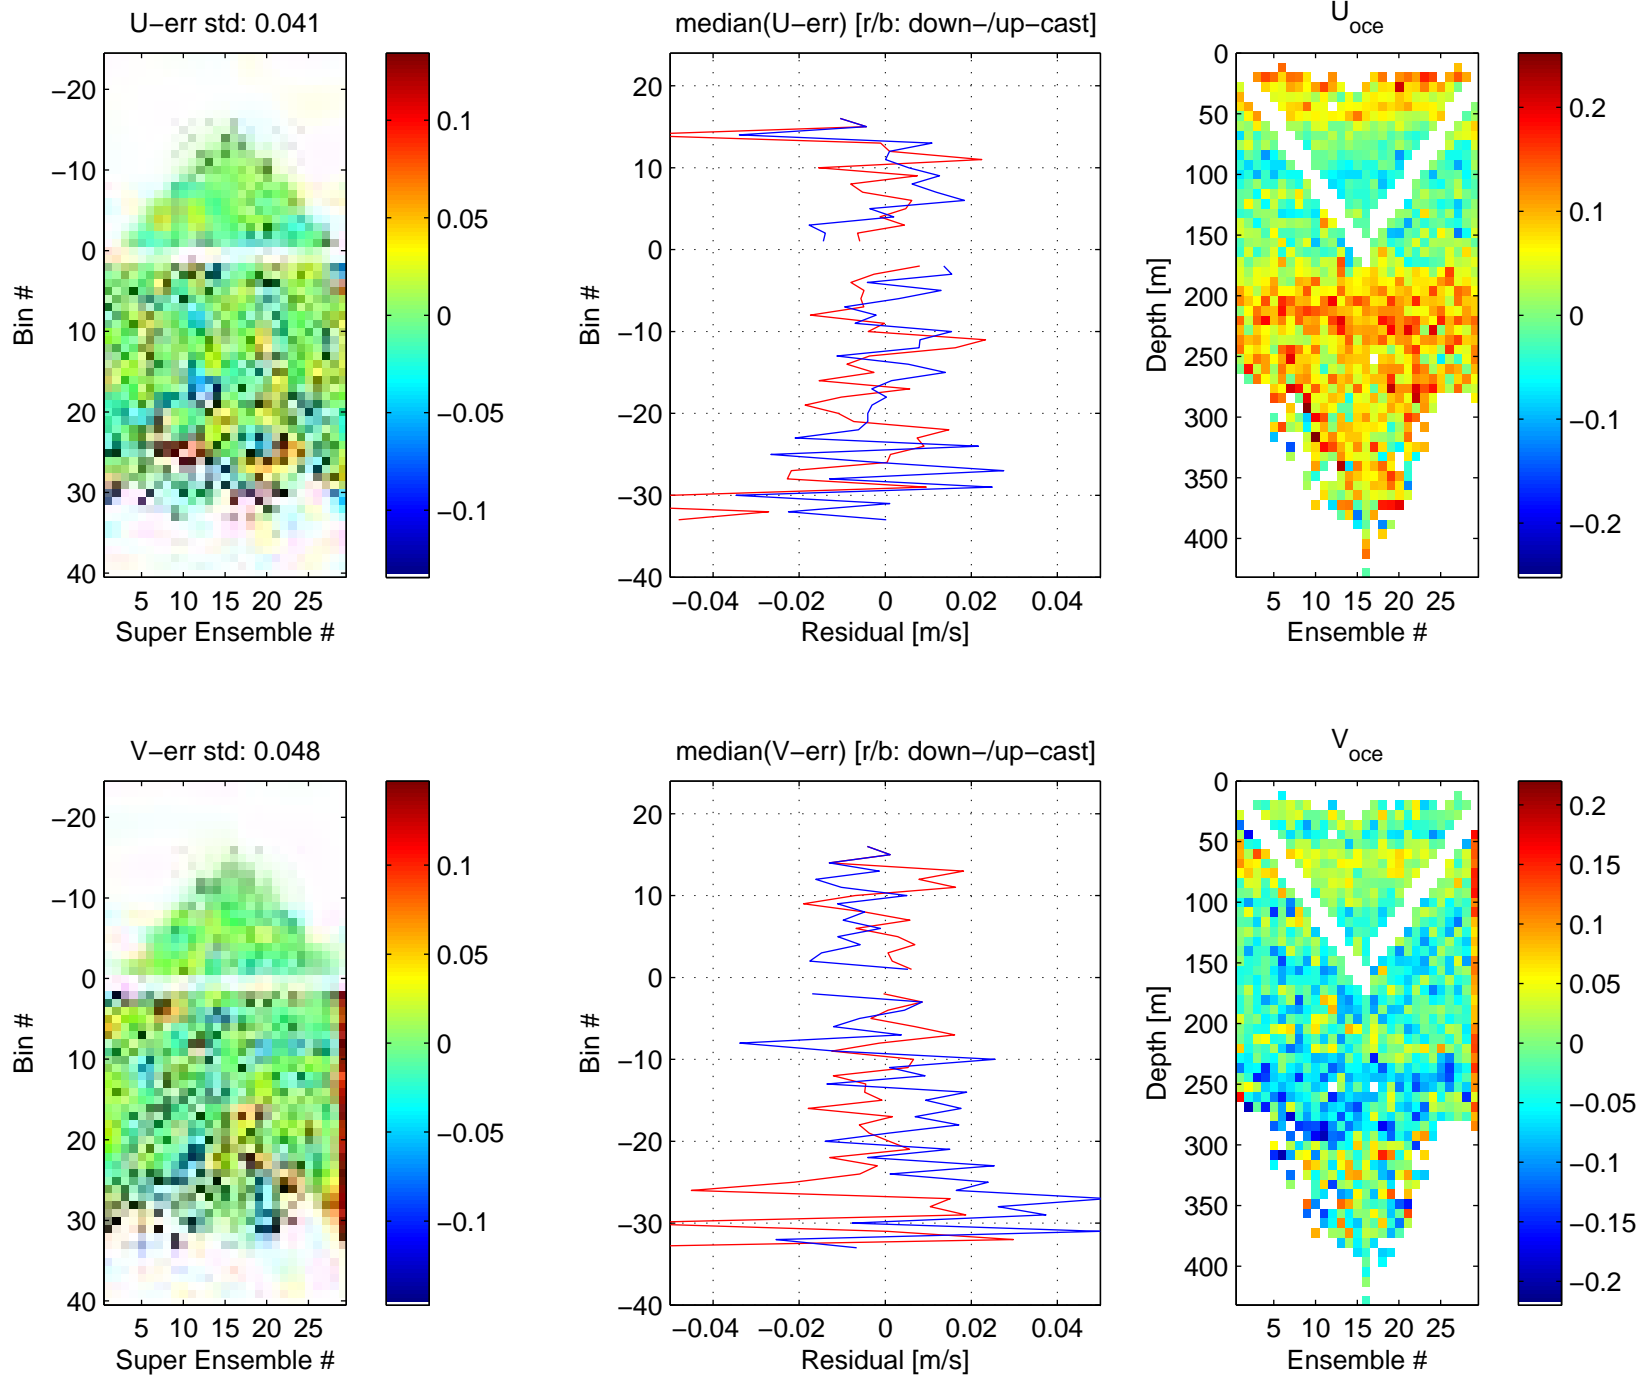 U−err std: 0.041
−20
−10
0
10
20
30
40
Bin #
5 10 15 20 25
Super Ensemble #
0.1
0.05
0
−0.05
−0.1
median(U−err) [r/b: down−/up−cast]
20
10
0
−10
−20
−30
−40
Bin #
−0.04 −0.02 0 0.02 0.04
Residual [m/s]
U oce
0
50
100
150
200
250
300
350
400
Depth [m]
5 10 15 20 25
Ensemble #
0.2
0.1
0
−0.1
−0.2
V−err std: 0.048
−20
−10
0
10
20
30
40
Bin #
5 10 15 20 25
Super Ensemble #
0.1
0.05
0
−0.05
−0.1
median(V−err) [r/b: down−/up−cast]
20
10
0
−10
−20
−30
−40
Bin #
−0.04 −0.02 0 0.02 0.04
Residual [m/s]
V oce
0
50
100
150
200
250
300
350
400
Depth [m]
5 10 15 20 25
Ensemble #
0.2
0.15
0.1
0.05
0
−0.05
−0.1
−0.15
−0.2